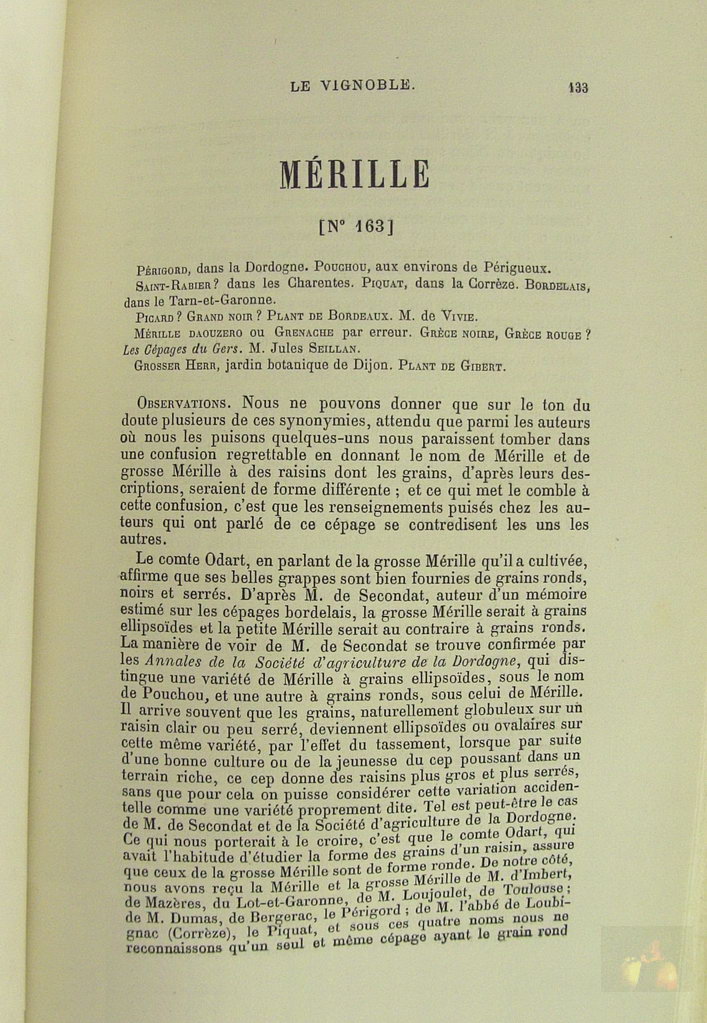 LE VIGNOBLE. 133
MÉRILLE
[N° 163]
PÉRIGORD, dans la Dordogne. POUCHOU, aux environs de Périgueux.
SAINT-RABIER? dans les Charentes. PIQUAT, dans la Corrèze. BORDELAIS,
dans le Tarn-et-Garonne.
PICARD? GRAND NOIR? PLANT DE BORDEAUX. M. de VIVIE.
MÉRILLE DAOUZERO ou GRENACHE par erreur. GRÈCE NOIRE, GRÈCE ROUGE?
Les Cépages du Gers. M. Jules SEILLAN.
GROSSER HERR, jardin botanique de Dijon. PLANT DE GIBERT.
OBSERVATIONS. Nous ne pouvons donner que sur le ton du
doute plusieurs de ces synonymies, attendu que parmi les auteurs
où nous les puisons quelques-uns nous paraissent tomber dans
une confusion regrettable en donnant le nom de Mérille et de
grosse Mérille à des raisins dont les grains, d'après leurs des-
criptions, seraient de forme différente ; et ce qui met le comble à
cette confusion, c'est que les renseignements puisés chez les au-
teurs qui ont parlé de ce cépage se contredisent les uns les
autres.
Le comte Odart, en parlant de la grosse Mérille qu'il a cultivée,
affirme que ses belles grappes sont bien fournies de grains ronds,
noirs et serrés. D'après M. de Secondat, auteur d'un mémoire
estimé sur les cépages bordelais, la grosse Mérille serait à grains
ellipsoïdes et la petite Mérille serait au contraire à grains ronds.
La manière de voir de M. de Secondat se trouve confirmée par
les Annales de la Société d'agriculture de la Dordogne, qui dis-
tingue une variété de Mérille à grains ellipsoïdes, sous le nom
de Pouchou, et une autre à grains ronds, sous celui de Mérille.
Il arrive souvent que les grains, naturellement globuleux sur un
raisin clair ou peu serré, deviennent ellipsoïdes ou ovalaires sur
cette même variété, par l'effet du tassement, lorsque par suite
d'une bonne culture ou de la jeunesse du cep poussant dans un
terrain riche, ce cep donne des raisins plus gros et plus serrés,
sans que pour cela on puisse considérer cette variation acciden-
telle comme une variété proprement dite. Tel est peut-être le cas
de M. de Secondat et de la Société d'agriculture de la Dordogne.
Ce qui nous porterait à le croire, c'est que le comte Odart, qui
avait l'habitude d'étudier la forme des grains d'un raisin, assure
que ceux de la grosse Mérille sont de forme ronde. De notre côté,
nous avons reçu la Mérille et la grosse Mérille de M. d'Imbert,
de Mazères, du Lot-et-Garonne, de M. Loujoulet, de Toulouse ;
de M. Dumas, de Bergerac, le Périgord ; de M. l'abbé de Loubi-
gnac (Corrèze), le Piquat, et sous ces quatre noms nous ne
reconnaissons qu'un seul et même cépage ayant le grain rond